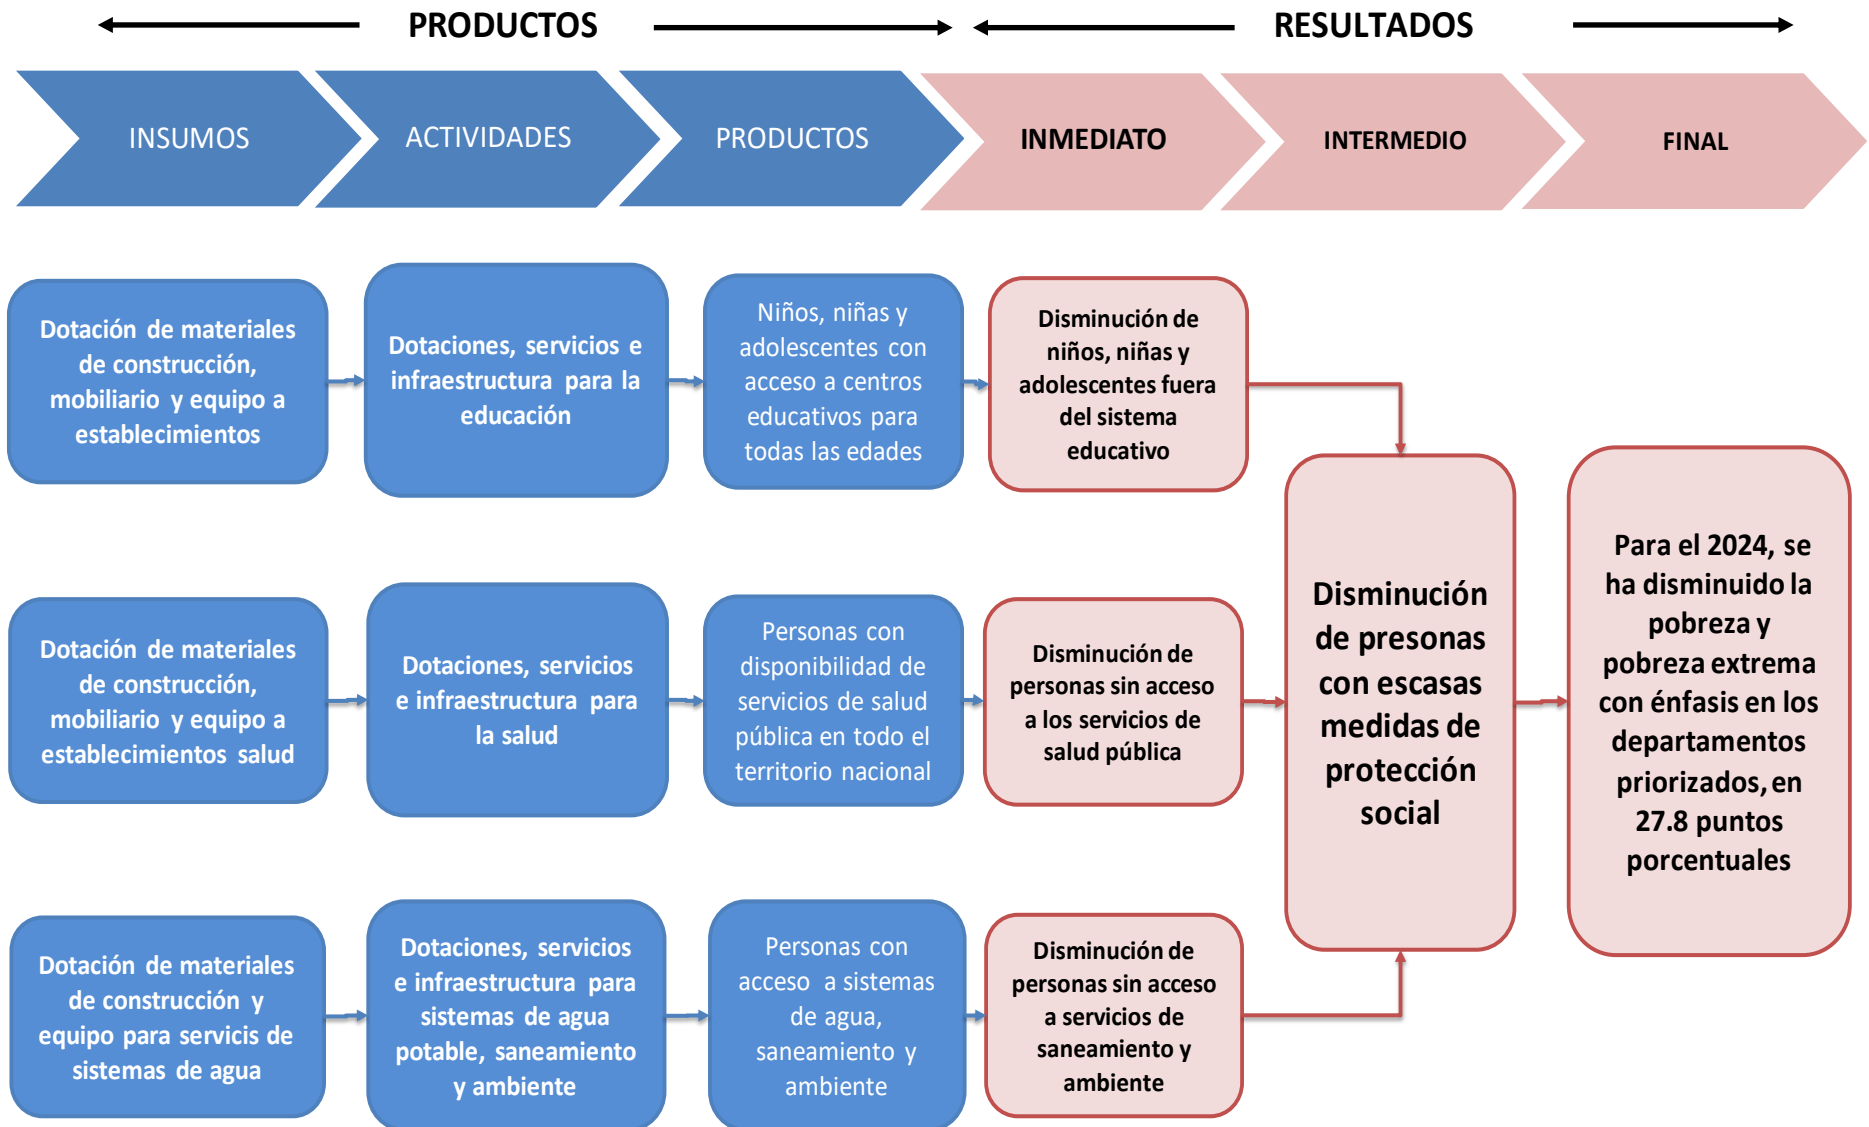 PRODUCTOS
RESULTADOS
INSUMOS
ACTIVIDADES
PRODUCTOS
INMEDIATO
INTERMEDIO
FINAL
Dotación de materiales
de construcción,
mobiliario y equipo a
establecimientos
Dotaciones, servicios e
infraestructura para la
educación
Niños, niñas y
adolescentes con
acceso a centros
educativos para
todas las edades
Disminución de
niños, niñas y
adolescentes fuera
del sistema
educativo
Dotación de materiales
de construcción,
mobiliario y equipo a
establecimientos salud
Dotaciones, servicios
e infraestructura para
la salud
Personas con
disponibilidad de
servicios de salud
pública en todo el
territorio nacional
Disminución de
personas sin acceso
a los servicios de
salud pública
Dotación de materiales
de construcción y
equipo para servicis de
sistemas de agua
Dotaciones, servicios
e infraestructura para
sistemas de agua
potable, saneamiento
y ambiente
Personas con
acceso a sistemas
de agua,
saneamiento y
ambiente
Disminución de
personas sin acceso
a servicios de
saneamiento y
ambiente
Disminución
de presonas
con escasas
medidas de
protección
social
Para el 2024, se
ha disminuido la
pobreza y
pobreza extrema
con énfasis en los
departamentos
priorizados, en
27.8 puntos
porcentuales